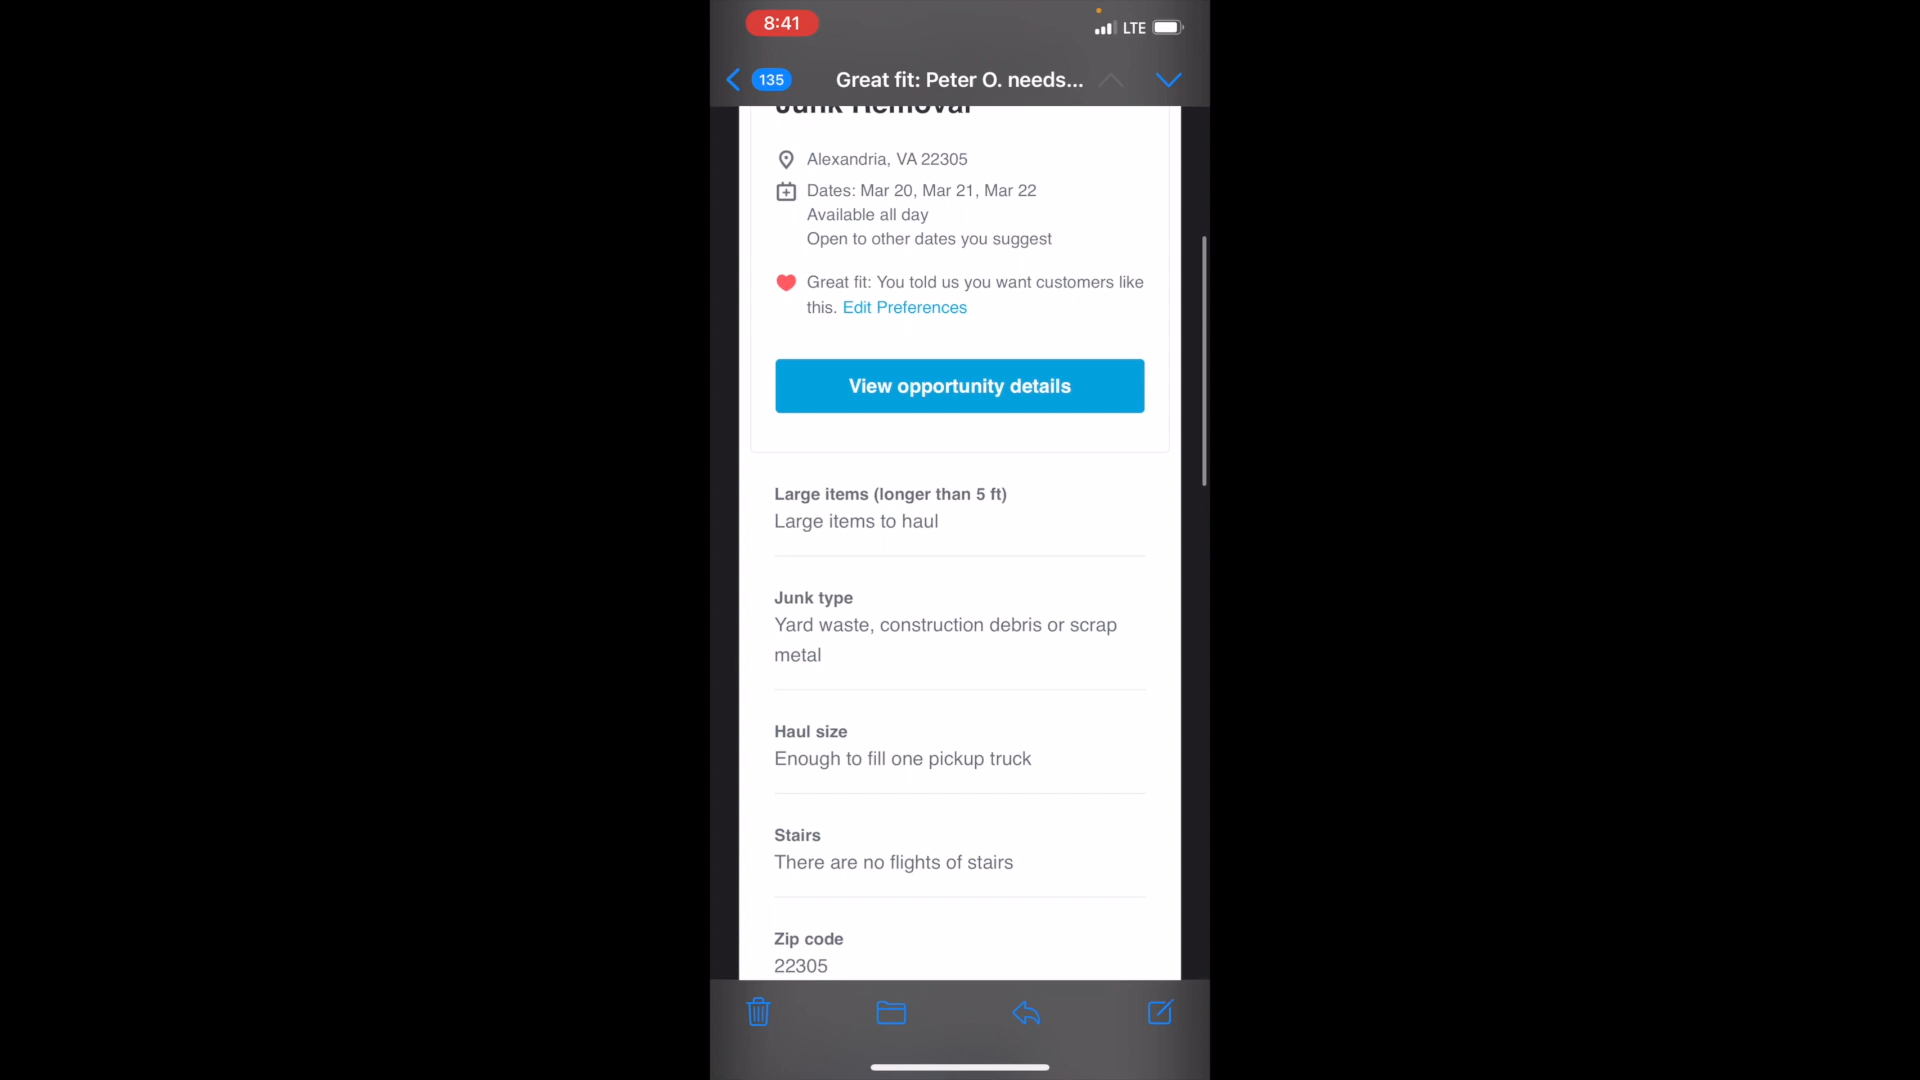 8:41
LTE
135
Great fit: Peter O. needs...
Junk Removal
Alexandria, VA 22305
Dates: Mar 20, Mar 21, Mar 22
Available all day
Open to other dates you suggest
Great fit: You told us you want customers like
this. Edit Preferences
View opportunity details
Large items (longer than 5 ft)
Large items to haul
Junk type
Yard waste, construction debris or scrap
metal
Haul size
Enough to fill one pickup truck
Stairs
There are no flights of stairs
Zip code
22305